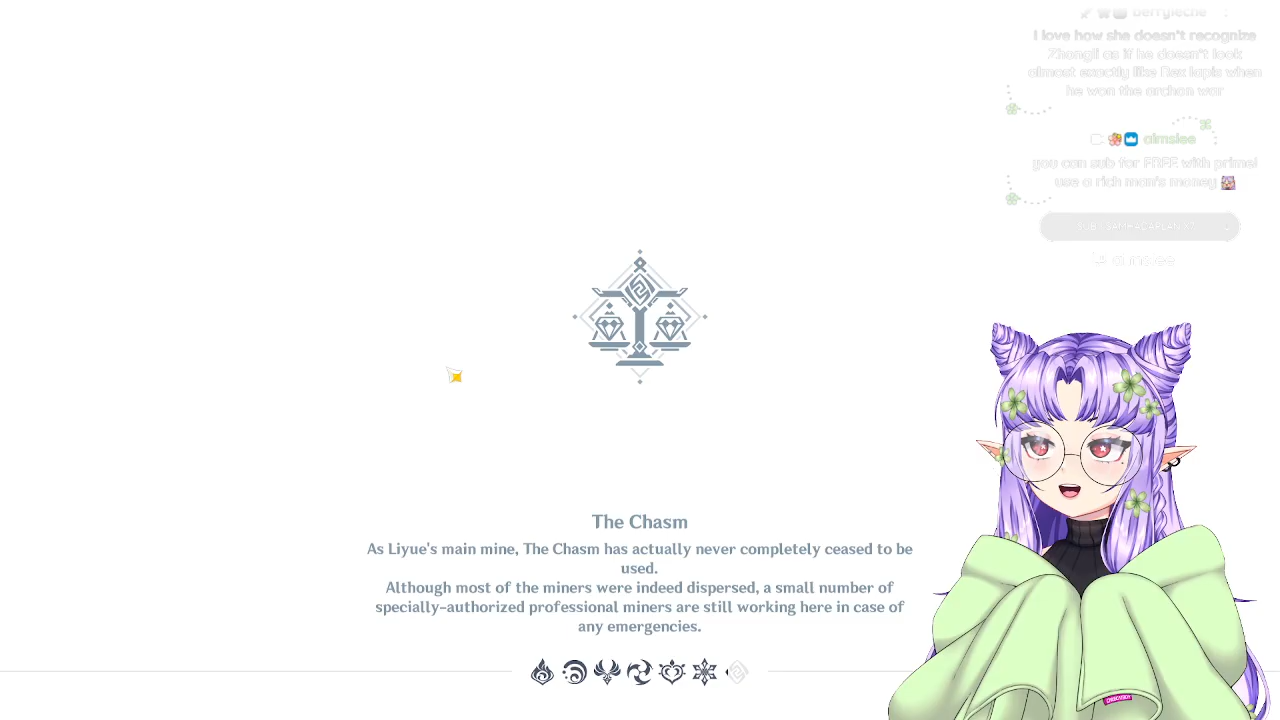 berryleche
I love how she doesn't recognize
Zhongli as if he doesn't look
almost exactly like Rex lapis when
he won the archon war
aimsiee
you can sub for FREE with prime!
use a rich man's money
aimsiee
The Chasm
As Liyue's main mine, The Chasm has actually never completely ceased to be
used.
Although most of the miners were indeed dispersed, a small number of
specially-authorized professional miners are still working here in case of
any emergencies.